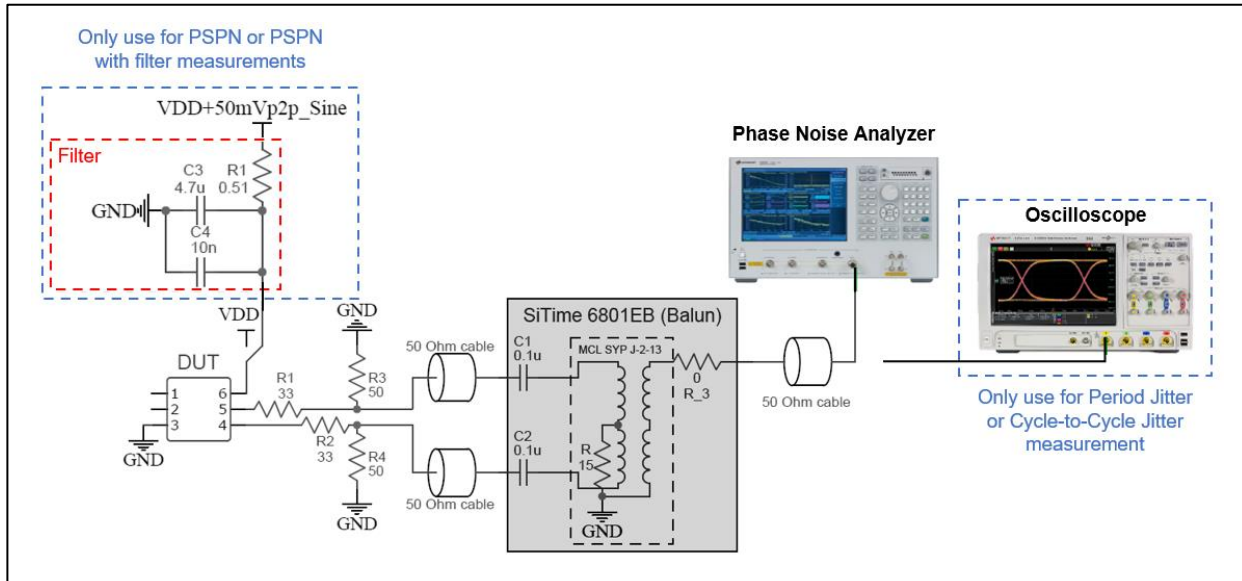 Only use for PSPN or PSPN
with filter measurements
VDD+50mVp2p_Sine
Filter
C3
4.7u
R1
0.51
GND
C4
10n
VDD
DUT
1
2
3
6
5
4
GND
R1
33
R2
33
GND
R3
50
R4
50
GND
50 Ohm cable
50 Ohm cable
SiTime 6801EB (Balun)
C1
0.1u
C2
0.1u
MCL SYP J-2-13
R
15
GND
0
R_3
50 Ohm cable
Phase Noise Analyzer
Oscilloscope
Only use for Period Jitter
or Cycle-to-Cycle Jitter
measurement